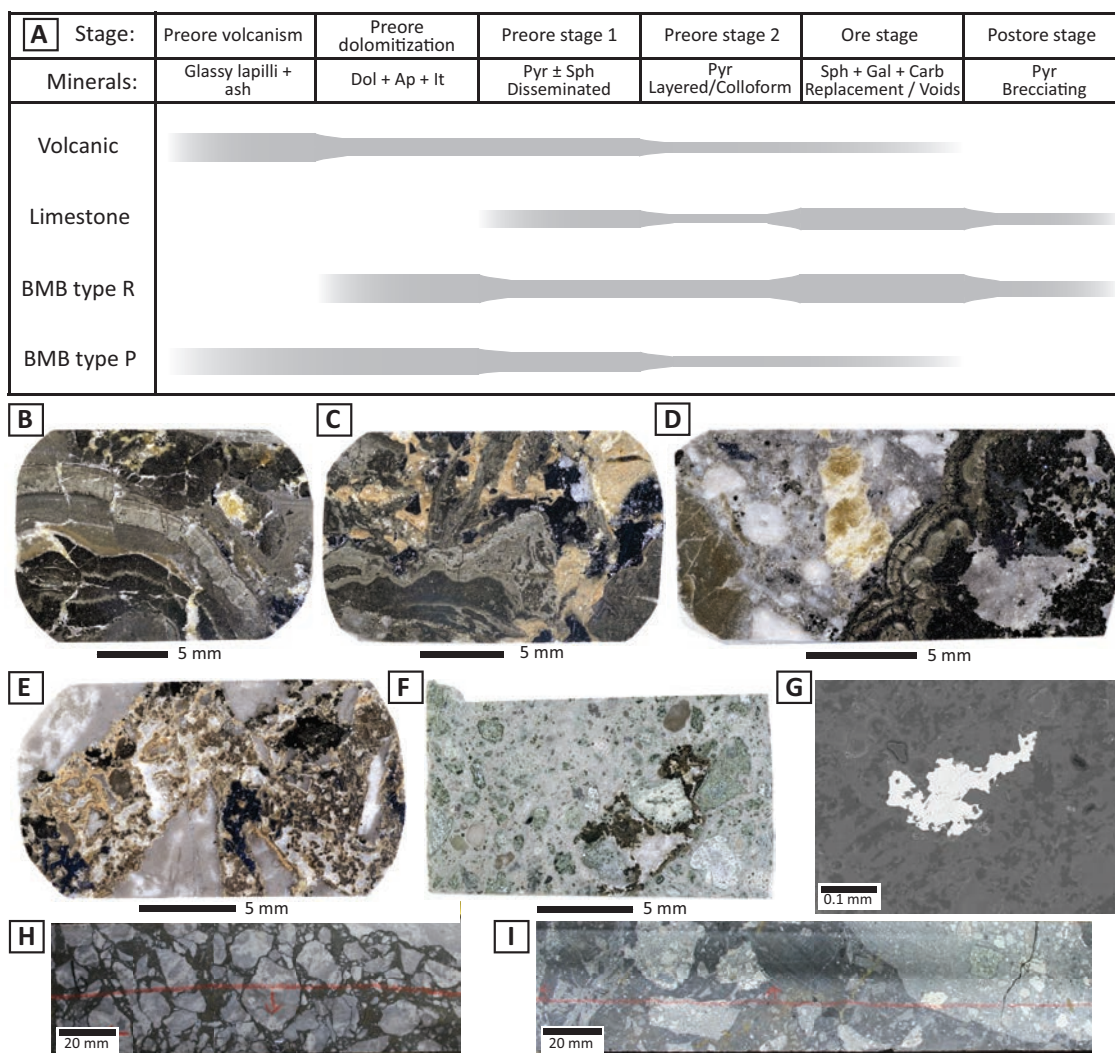 A Stage: Preore volcanism Preore dolomitization Preore stage 1 Preore stage 2 Ore stage Postore stage
Minerals: Glassy lapilli + ash Dol + Ap + It Pyr ± Sph Disseminated Pyr Layered/Colloform Sph + Gal + Carb Replacement / Voids Pyr Brecciating
Volcanic
Limestone
BMB type R
BMB type P
B C D
5 mm 5 mm 5 mm
E F G
5 mm 5 mm 0.1 mm
H I
20 mm 20 mm